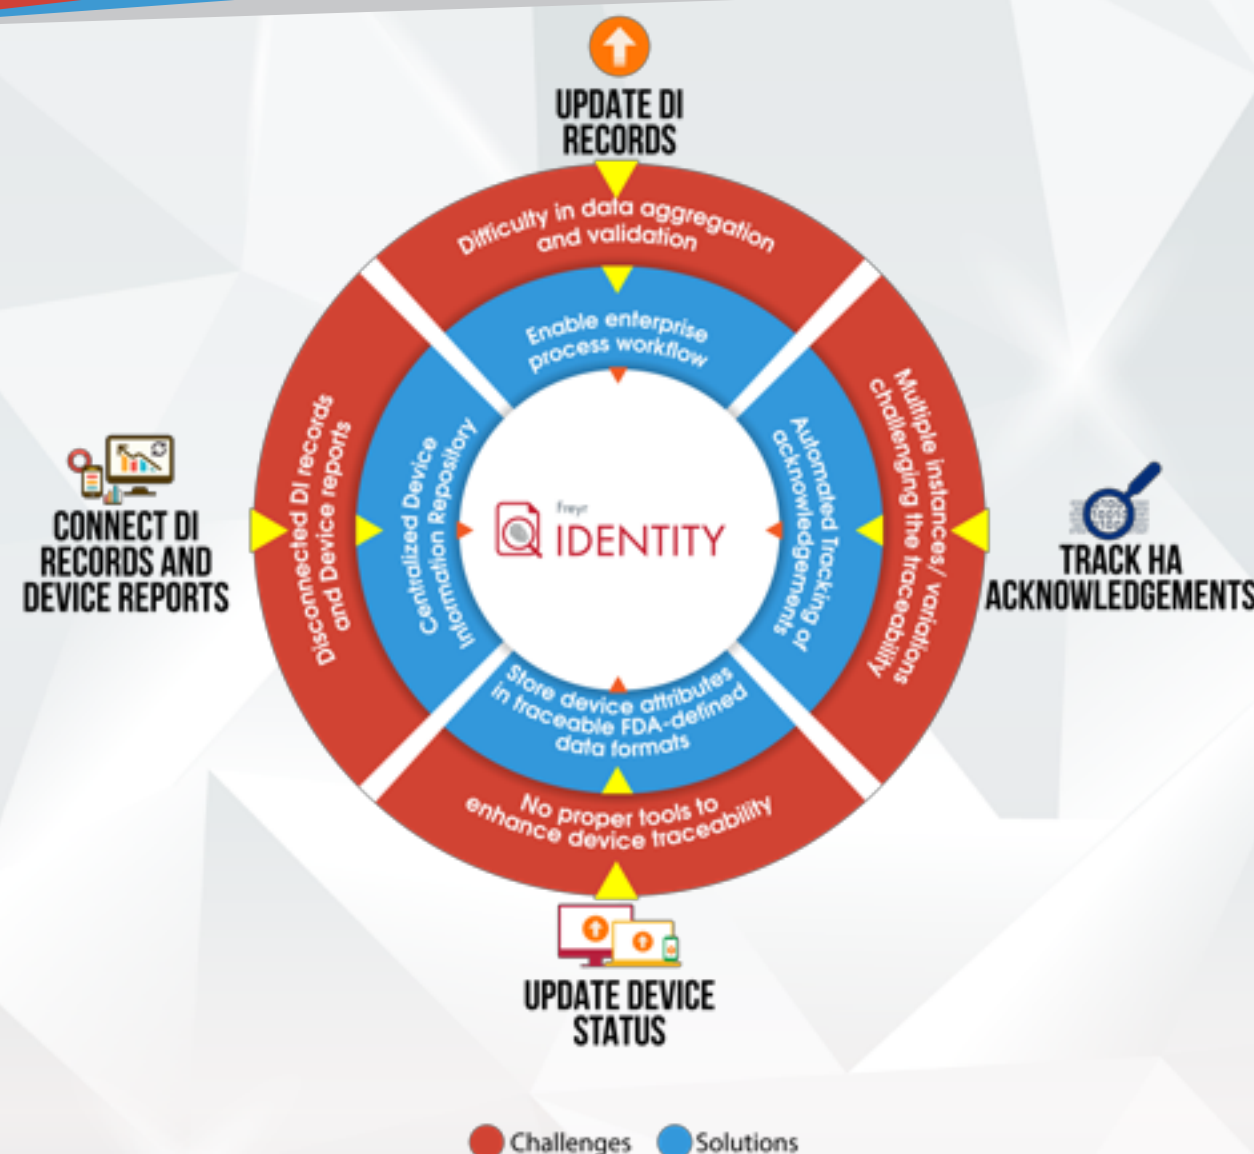 UPDATE DI
RECORDS
Difficulty in data aggregation
and validation
Enable enterprise
process workflow
Multiple instances/ variations
challenging the traceability
Automated Tracking of
acknowledgements
TRACK HA
ACKNOWLEDGEMENTS
CONNECT DI
RECORDS AND
DEVICE REPORTS
Disconnected DI records
and Device reports
Centralized Device
Information Repository
Freyr
IDENTITY
Store device attributes
in traceable FDA-defined
data formats
No proper tools to
enhance device traceability
UPDATE DEVICE
STATUS
Challenges
Solutions